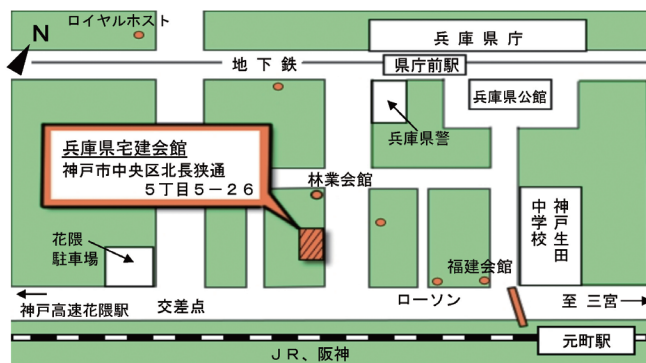 ロイヤルホスト
N
兵庫県庁
地下鉄
県庁前駅
兵庫県公館
兵庫県警
兵庫県宅建会館
神戸市中央区北長狭通
5丁目5－26
林業会館
神戸生田
中学校
花隈
駐車場
福建会館
神戸高速花隈駅
交差点
ローソン
至 三宮
元町駅
JR、阪神